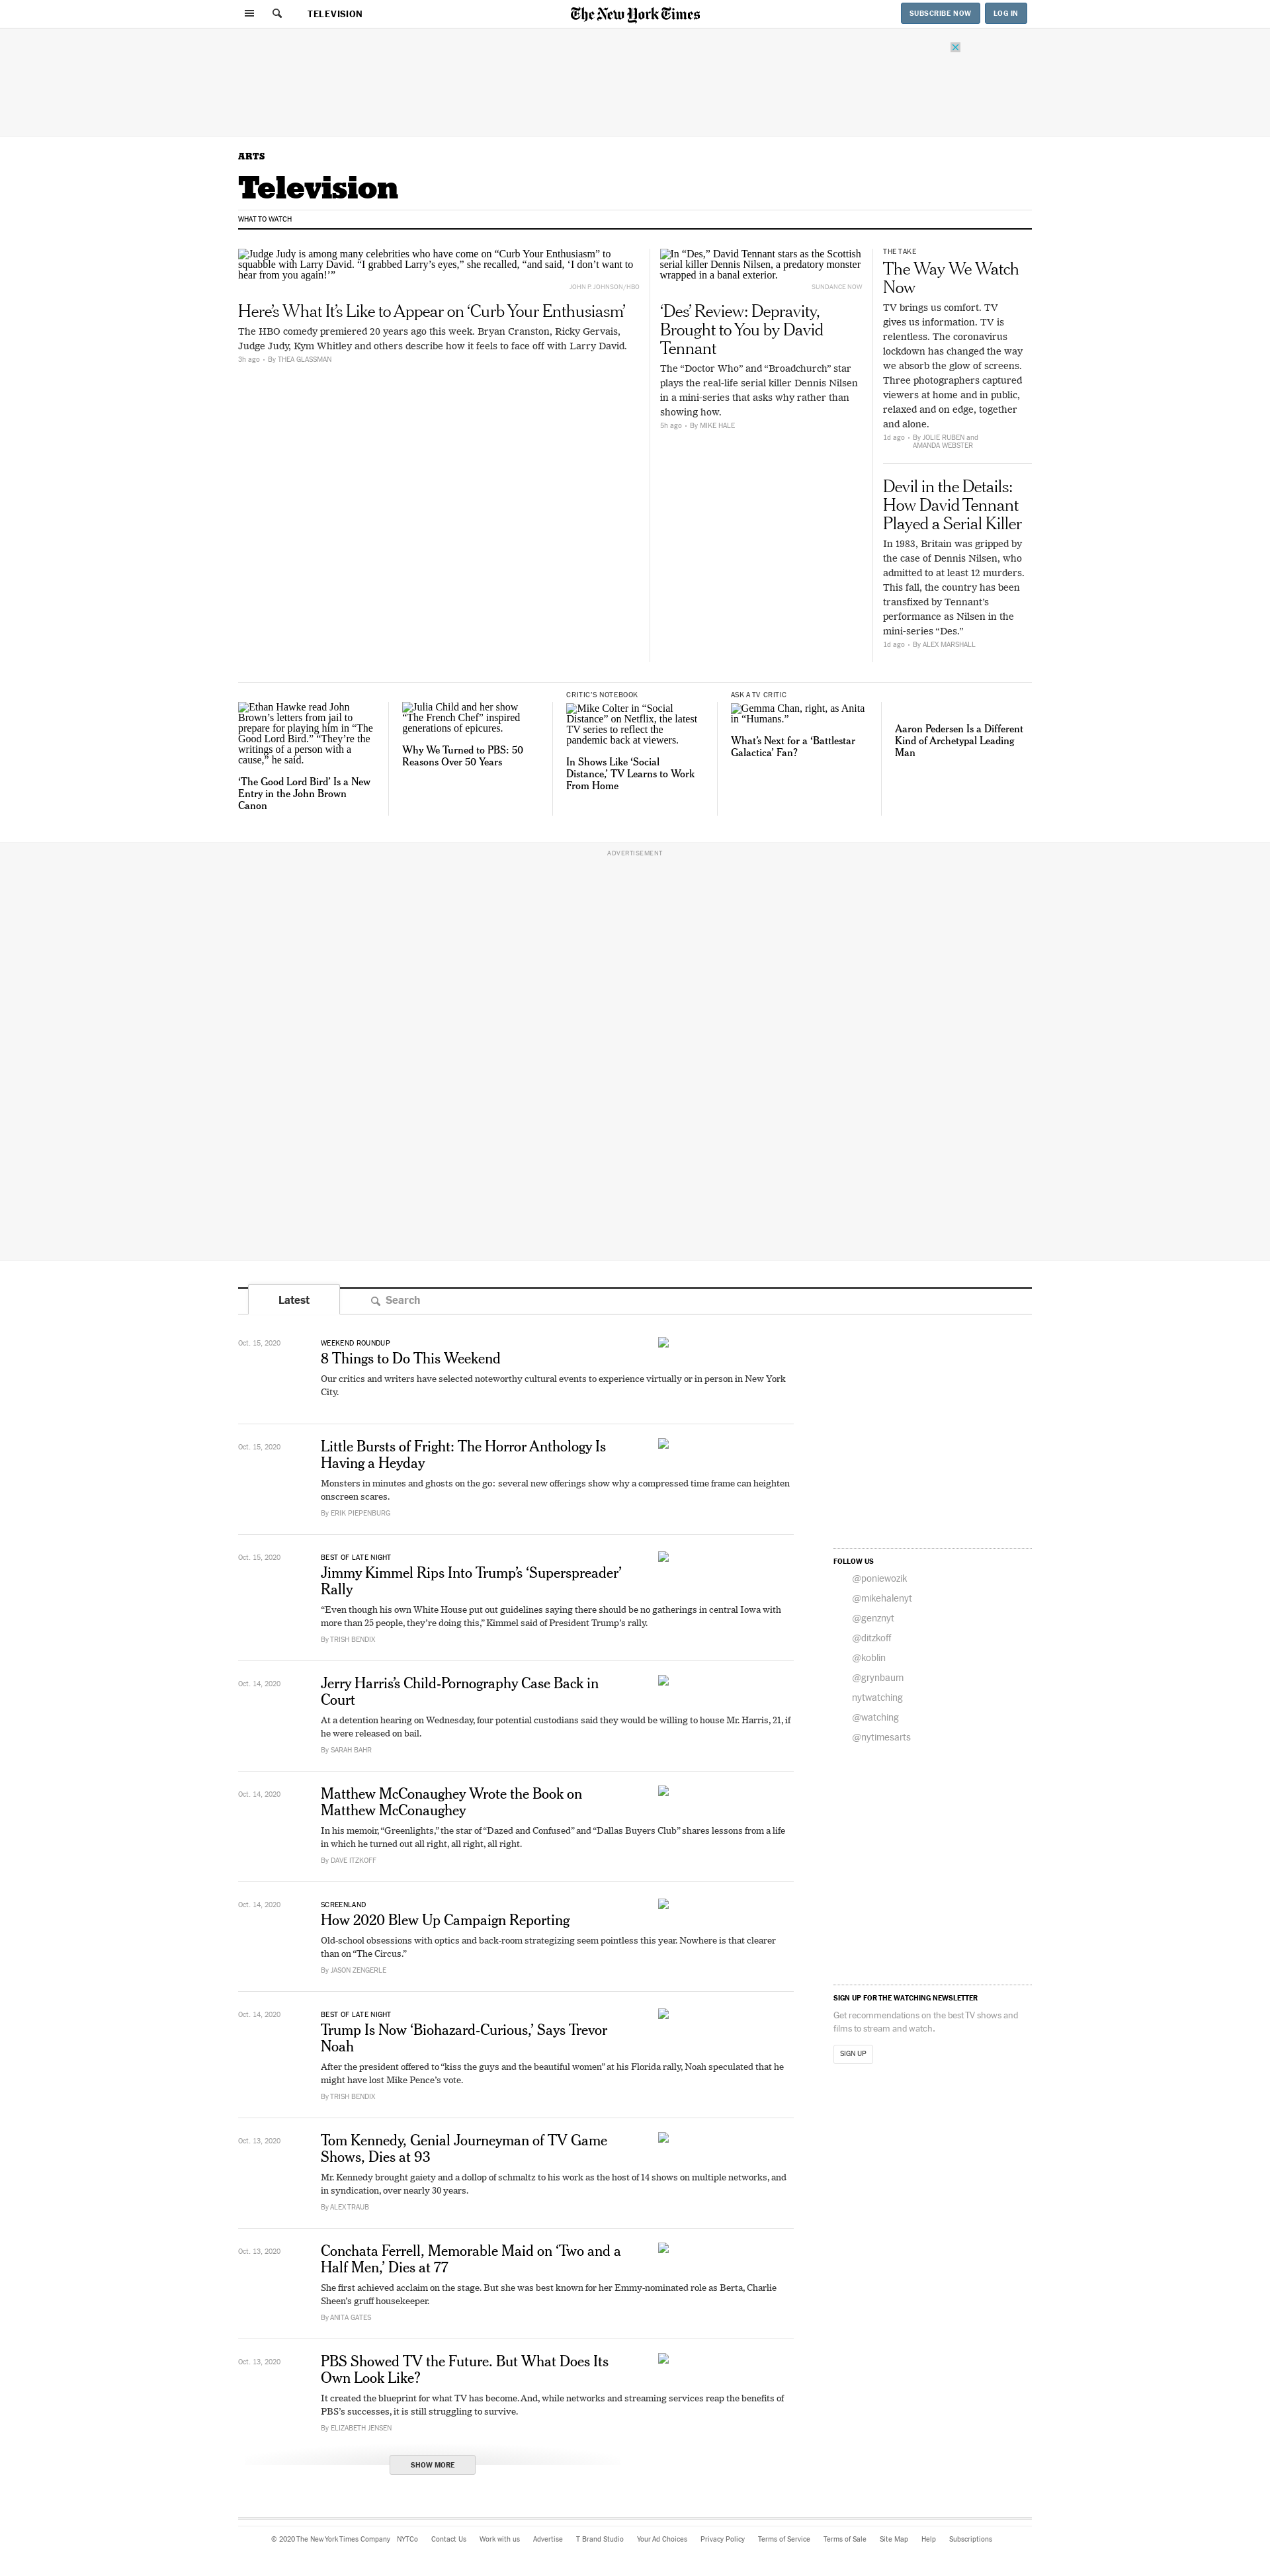 TELEVISION
The New York Times
SUBSCRIBE NOW
LOG IN
ARTS
Television
WHAT TO WATCH
Judge Judy is among many celebrities who have come on “Curb Your Enthusiasm” to
squabble with Larry David. “I grabbed Larry’s eyes,” she recalled, “and said, ‘I don’t want to
hear from you again!’”
JOHN P. JOHNSON/HBO
Here’s What It’s Like to Appear on ‘Curb Your Enthusiasm’
The HBO comedy premiered 20 years ago this week. Bryan Cranston, Ricky Gervais,
Judge Judy, Kym Whitley and others describe how it feels to face off with Larry David.
3h ago - By THEA GLASSMAN
In “Des,” David Tennant stars as the Scottish
serial killer Dennis Nilsen, a predatory monster
wrapped in a banal exterior.
SUNDANCE NOW
‘Des’ Review: Depravity,
Brought to You by David
Tennant
The “Doctor Who” and “Broadchurch” star
plays the real-life serial killer Dennis Nilsen
in a mini-series that asks why rather than
showing how.
5h ago - By MIKE HALE
THE TAKE
The Way We Watch
Now
TV brings us comfort. TV
gives us information. TV is
relentless. The coronavirus
lockdown has changed the way
we absorb the glow of screens.
Three photographers captured
viewers at home and in public,
relaxed and on edge, together
and alone.
1d ago - By JOLIE RUBEN and
AMANDA WEBSTER
Devil in the Details:
How David Tennant
Played a Serial Killer
In 1983, Britain was gripped by
the case of Dennis Nilsen, who
admitted to at least 12 murders.
This fall, the country has been
transfixed by Tennant’s
performance as Nilsen in the
mini-series “Des.”
1d ago - By ALEX MARSHALL
Ethan Hawke read John
Brown’s letters from jail to
prepare for playing him in “The
Good Lord Bird.” “They’re the
writings of a person with a
cause,” he said.
‘The Good Lord Bird’ Is a New
Entry in the John Brown
Canon
Julia Child and her show
“The French Chef” inspired
generations of epicures.
Why We Turned to PBS: 50
Reasons Over 50 Years
CRITIC’S NOTEBOOK
Mike Colter in “Social
Distance” on Netflix, the latest
TV series to reflect the
pandemic back at viewers.
In Shows Like ‘Social
Distance,’ TV Learns to Work
From Home
ASK A TV CRITIC
Gemma Chan, right, as Anita
in “Humans.”
What’s Next for a ‘Battlestar
Galactica’ Fan?
Aaron Pedersen Is a Different
Kind of Archetypal Leading
Man
ADVERTISEMENT
Latest
Search
Oct. 15, 2020
WEEKEND ROUNDUP
8 Things to Do This Weekend
Our critics and writers have selected noteworthy cultural events to experience virtually or in person in New York
City.
Oct. 15, 2020
Little Bursts of Fright: The Horror Anthology Is
Having a Heyday
Monsters in minutes and ghosts on the go: several new offerings show why a compressed time frame can heighten
onscreen scares.
By ERIK PIEPENBURG
Oct. 15, 2020
BEST OF LATE NIGHT
Jimmy Kimmel Rips Into Trump’s ‘Superspreader’
Rally
“Even though his own White House put out guidelines saying there should be no gatherings in central Iowa with
more than 25 people, they’re doing this,” Kimmel said of President Trump’s rally.
By TRISH BENDIX
Oct. 14, 2020
Jerry Harris’s Child-Pornography Case Back in
Court
At a detention hearing on Wednesday, four potential custodians said they would be willing to house Mr. Harris, 21, if
he were released on bail.
By SARAH BAHR
Oct. 14, 2020
Matthew McConaughey Wrote the Book on
Matthew McConaughey
In his memoir, “Greenlights,” the star of “Dazed and Confused” and “Dallas Buyers Club” shares lessons from a life
in which he turned out all right, all right, all right.
By DAVE ITZKOFF
Oct. 14, 2020
SCREENLAND
How 2020 Blew Up Campaign Reporting
Old-school obsessions with optics and back-room strategizing seem pointless this year. Nowhere is that clearer
than on “The Circus.”
By JASON ZENGERLE
Oct. 14, 2020
BEST OF LATE NIGHT
Trump Is Now ‘Biohazard-Curious,’ Says Trevor
Noah
After the president offered to “kiss the guys and the beautiful women” at his Florida rally, Noah speculated that he
might have lost Mike Pence’s vote.
By TRISH BENDIX
Oct. 13, 2020
Tom Kennedy, Genial Journeyman of TV Game
Shows, Dies at 93
Mr. Kennedy brought gaiety and a dollop of schmaltz to his work as the host of 14 shows on multiple networks, and
in syndication, over nearly 30 years.
By ALEX TRAUB
Oct. 13, 2020
Conchata Ferrell, Memorable Maid on ‘Two and a
Half Men,’ Dies at 77
She first achieved acclaim on the stage. But she was best known for her Emmy-nominated role as Berta, Charlie
Sheen’s gruff housekeeper.
By ANITA GATES
Oct. 13, 2020
PBS Showed TV the Future. But What Does Its
Own Look Like?
It created the blueprint for what TV has become. And, while networks and streaming services reap the benefits of
PBS’s successes, it is still struggling to survive.
By ELIZABETH JENSEN
SHOW MORE
FOLLOW US
@poniewozik
@mikehalenyt
@genznyt
@ditzkoff
@koblin
@grynbaum
nytwatching
@watching
@nytimesarts
SIGN UP FOR THE WATCHING NEWSLETTER
Get recommendations on the best TV shows and
films to stream and watch.
SIGN UP
© 2020 The New York Times Company NYTCo Contact Us Work with us Advertise T Brand Studio Your Ad Choices Privacy Policy Terms of Service Terms of Sale Site Map Help Subscriptions